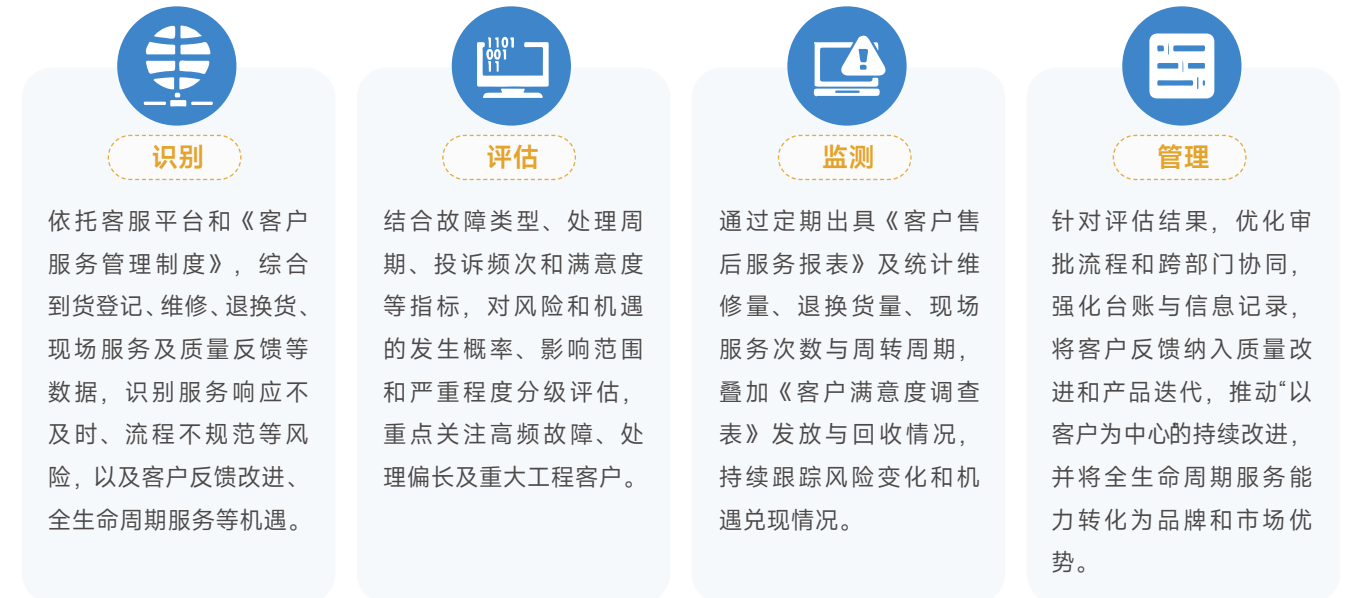 1101
001
11
识别
依托客服平台和《客户
服务管理制度》，综合
到货登记、维修、退换货、
现场服务及质量反馈等
数据，识别服务响应不
及时、流程不规范等风
险，以及客户反馈改进、
全生命周期服务等机遇。
评估
结合故障类型、处理周
期、投诉频次和满意度
等指标，对风险和机遇
的发生概率、影响范围
和严重程度分级评估，
重点关注高频故障、处
理偏长及重大工程客户。
监测
通过定期出具《客户售
后服务报表》及统计维
修量、退换货量、现场
服务次数与周转周期，
叠加《客户满意度调查
表》发放与回收情况，
持续跟踪风险变化和机
遇兑现情况。
管理
针对评估结果，优化审
批流程和跨部门协同，
强化台账与信息记录，
将客户反馈纳入质量改
进和产品迭代，推动“以
客户为中心的持续改进，
并将全生命周期服务能
力转化为品牌和市场优
势。